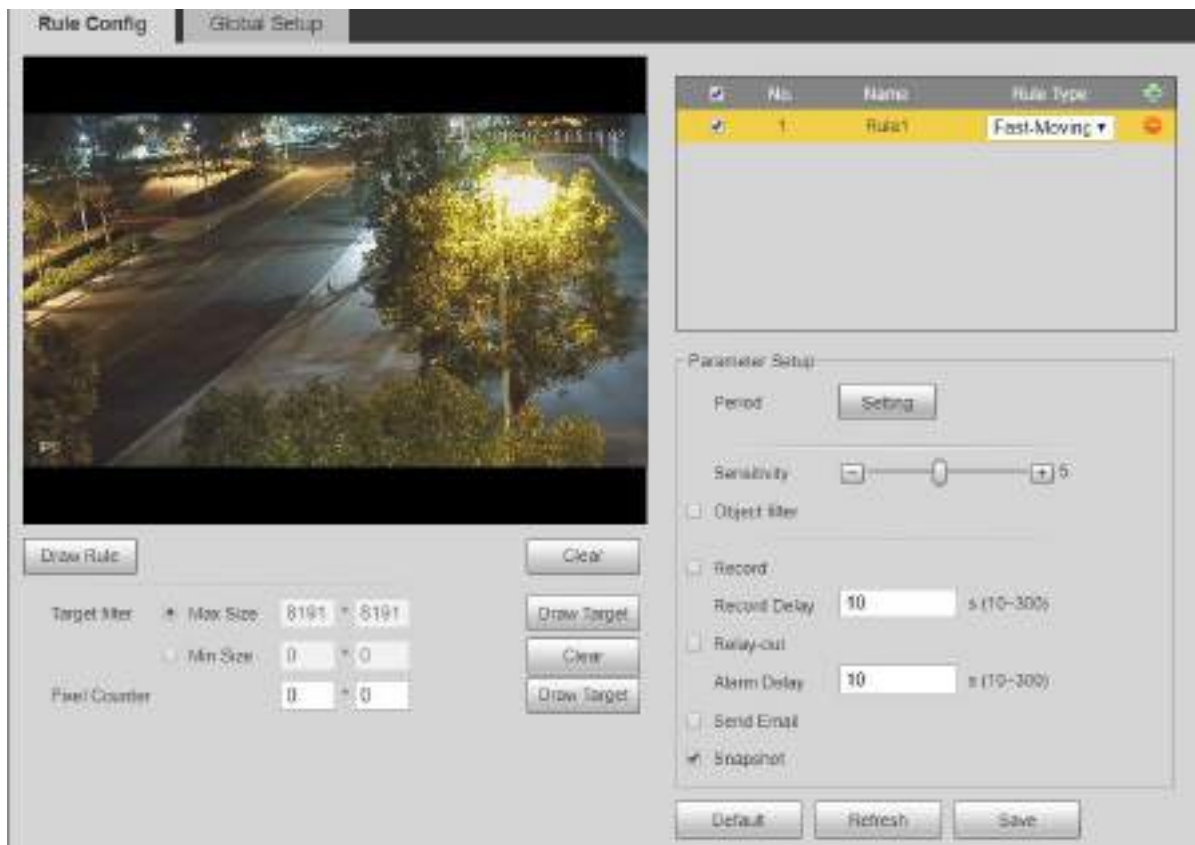 Rule Config Global Setup
No. Name Rule Type
1 Rule1 Fast-Moving
Parameter Setup
Period Setting
Sensitivity 5
Object filter
Record
Record Delay 10 s (10~300)
Relay-out
Alarm Delay 10 s (10~300)
Send Email
Snapshot
Default Refresh Save
Draw Rule Clear
Target filter Max Size 8191 * 8191 Draw Target
Min Size 0 * 0 Clear
Pixel Counter 0 * 0 Draw Target